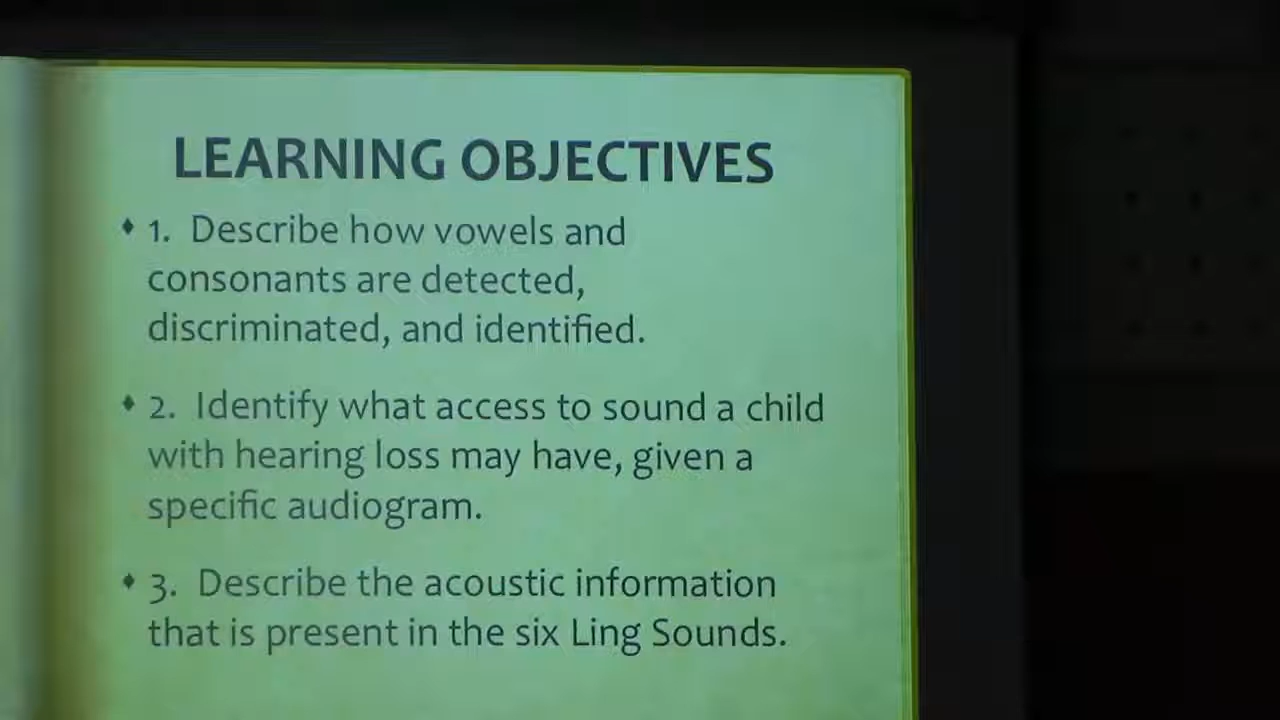 LEARNING OBJECTIVES
♦ 1. Describe how vowels and
consonants are detected,
discriminated, and identified.
♦ 2. Identify what access to sound a child
with hearing loss may have, given a
specific audiogram.
♦ 3. Describe the acoustic information
that is present in the six Ling Sounds.